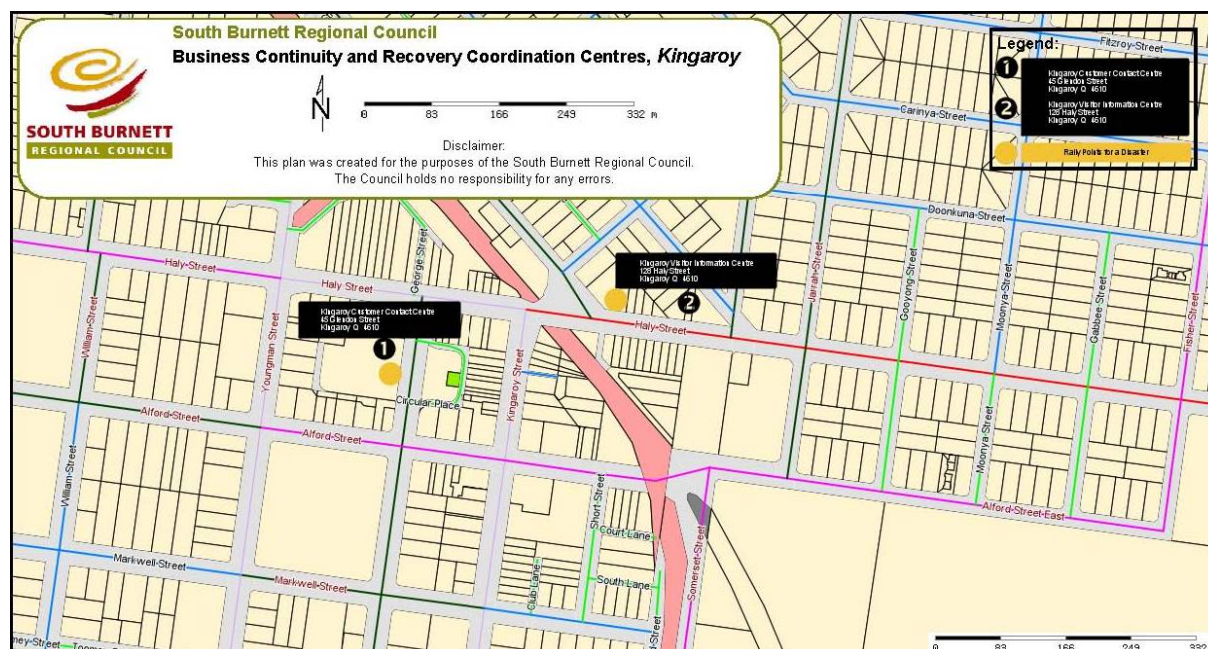 South Burnett Regional Council
Business Continuity and Recovery Coordination Centres, Kingaroy
SOUTH BURNETT
REGIONAL COUNCIL
N
0 83 166 249 332 m
Disclaimer:
This plan was created for the purposes of the South Burnett Regional Council.
The Council holds no responsibility for any errors.
Legend:
1
Kingaroy Customer Contact Centre
45 Glendon Street
Kingaroy Q 4610
2
Kingaroy Visitor Information Centre
128 Haly Street
Kingaroy Q 4610
Rally Points for a Disaster
Fitzroy Street
Carinya Street
Doonkuna Street
Haly Street
Haly Street
George Street
Kingaroy Visitor Information Centre
128 Haly Street
Kingaroy Q 4610
2
Haly Street
Jarrah Street
Gooyong Street
Moonya Street
Gabbee Street
Fisher Street
William Street
Youngman Street
Kingaroy Customer Contact Centre
45 Glendon Street
Kingaroy Q 4610
1
Circular Place
Kingaroy Street
Alford Street
Alford Street
William Street
Moonya Street
Alford Street East
Short Street
Court Lane
South Lane
Club Lane
Somerset Street
Markwell Street
Markwell Street
0 83 166 249 332